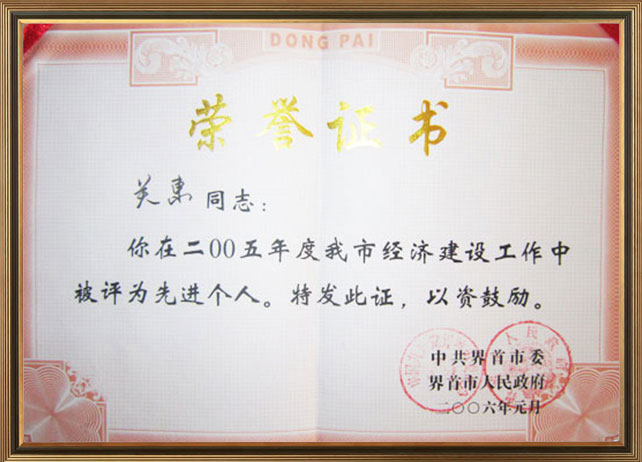 DONG PAI
荣誉证书
关东 同志：
你在二00五年度我市经济建设工作中
被评为先进个人。特发此证，以资鼓励。
中共界首市委
界首市人民政府
二〇〇六年元月